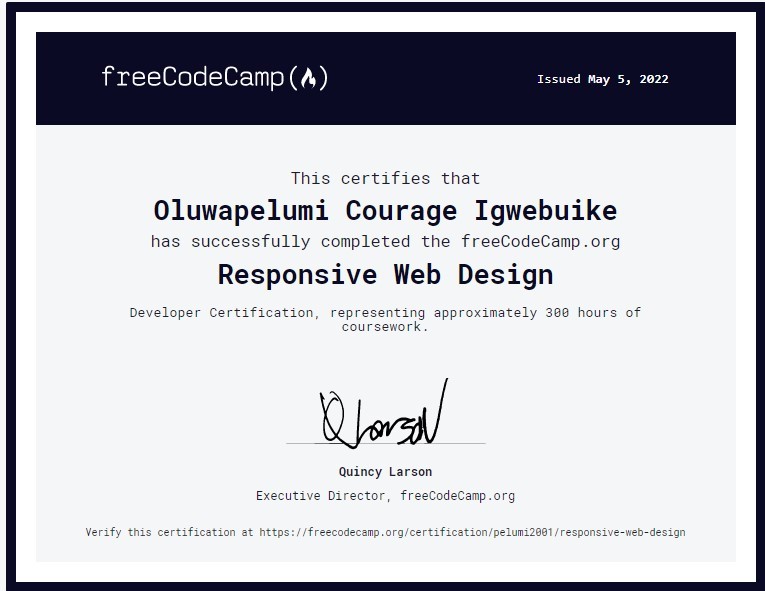 freeCodeCamp
Issued May 5, 2022
This certifies that
Oluwapelumi Courage Igwebuike
has successfully completed the freeCodeCamp.org
Responsive Web Design
Developer Certification, representing approximately 300 hours of
coursework.
Q Larson
Quincy Larson
Executive Director, freeCodeCamp.org
Verify this certification at https://freecodecamp.org/certification/pelumi2001/responsive-web-design